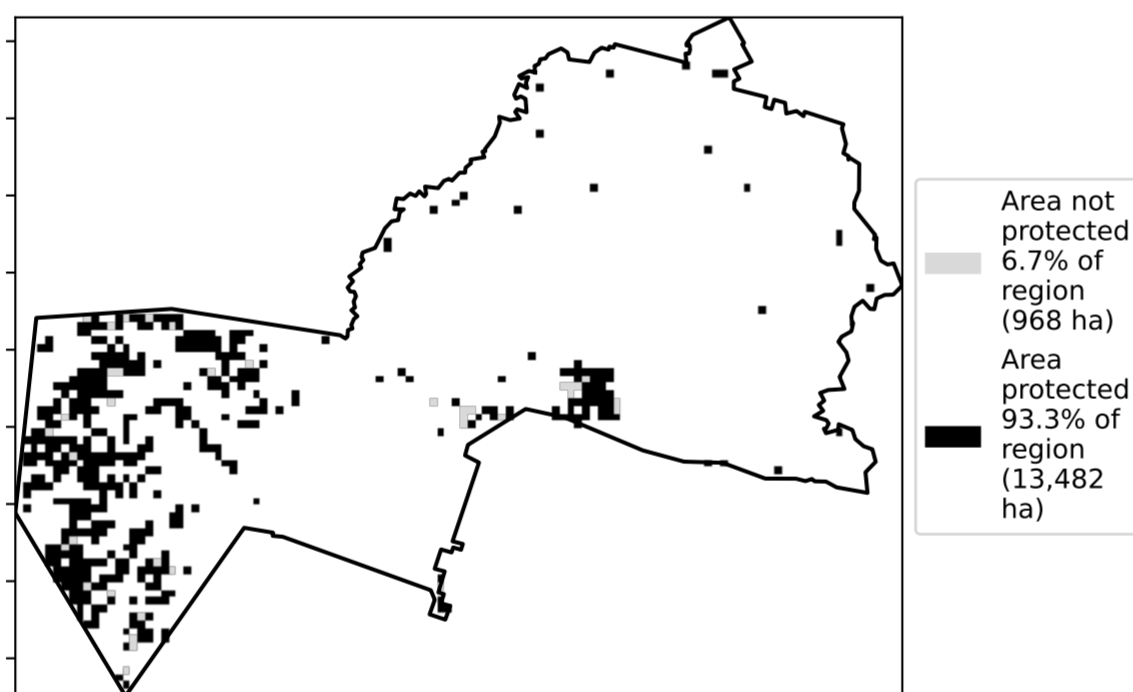 Area not
protected
6.7% of
region
(968 ha)
Area
protected
93.3% of
region
(13,482
ha)